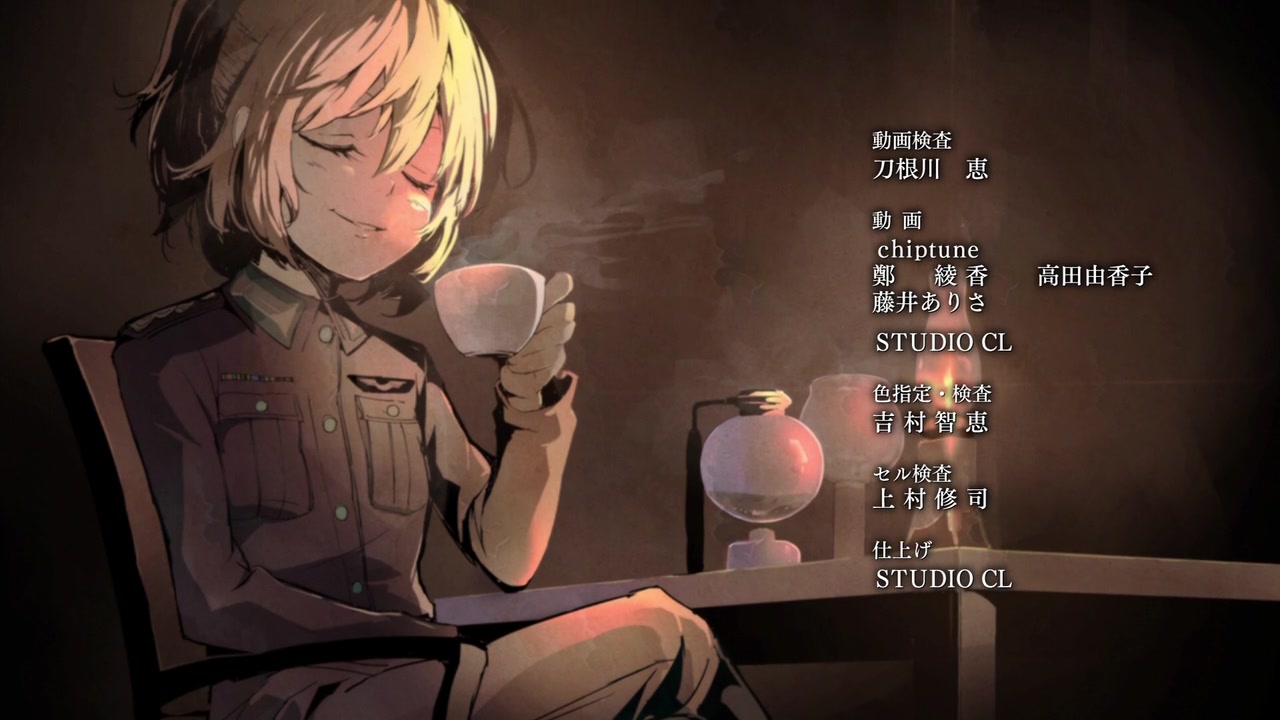 動画検査
刀根川　恵
動 画
chiptune
鄭　綾 香　　高田由香子
藤井ありさ
STUDIO CL
色指定・検査
吉 村 智 恵
セル検査
上 村 修 司
仕上げ
STUDIO CL